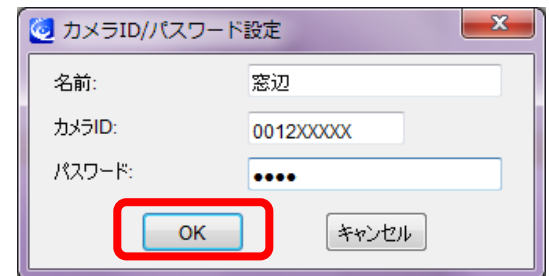 カメラID/パスワード設定
名前: 窓辺
カメラID: 0012XXXXX
パスワード: ●●●●
OK キャンセル